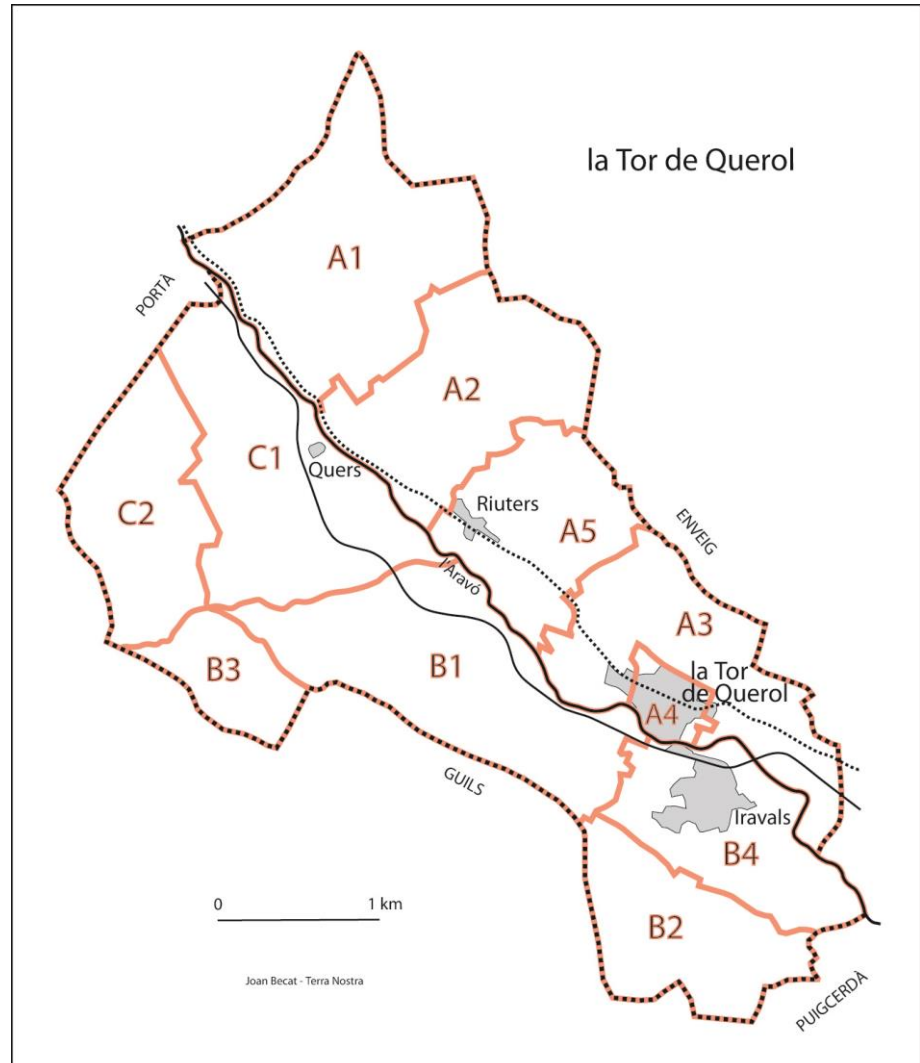 la Tor de Querol
A1
PORTÀ
A2
C1
Quers
C2
Riuters
A5
ENVEIG
l'Aravó
A3
B1
B3
la Tor
de Querol
A4
GUILS
Iravals
B4
0 1 km
B2
Joan Becat - Terra Nostra
PUIGCERDÀ